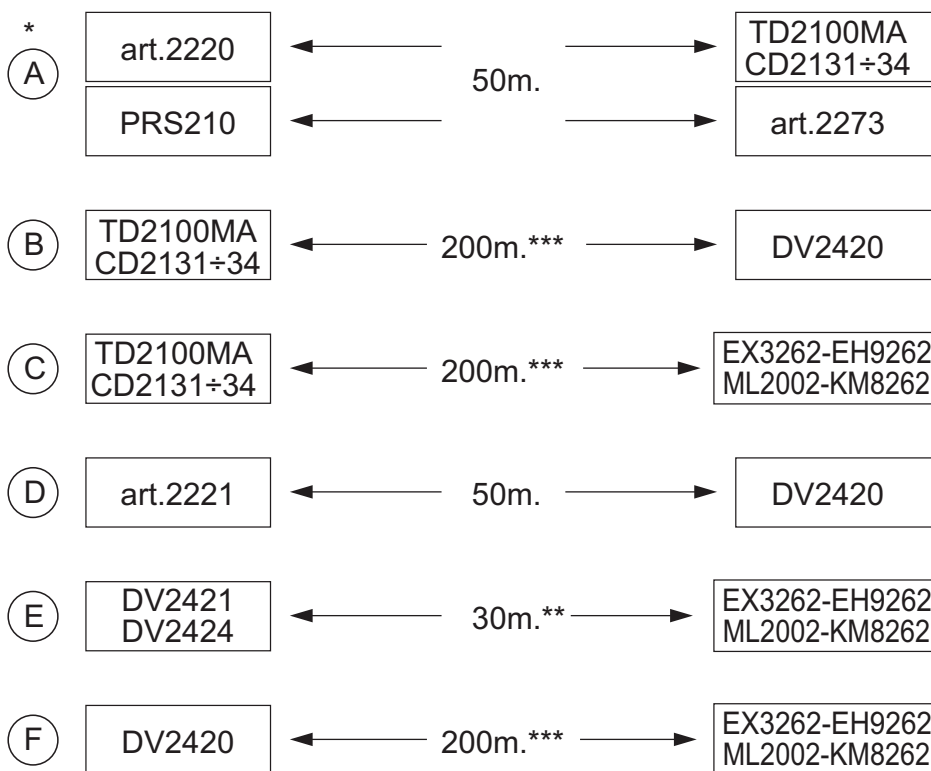 *
A
art.2220
50m.
TD2100MA
CD2131÷34
PRS210
art.2273
B
TD2100MA
CD2131÷34
200m.***
DV2420
C
TD2100MA
CD2131÷34
200m.***
EX3262-EH9262
ML2002-KM8262
D
art.2221
50m.
DV2420
E
DV2421
DV2424
30m.**
EX3262-EH9262
ML2002-KM8262
F
DV2420
200m.***
EX3262-EH9262
ML2002-KM8262